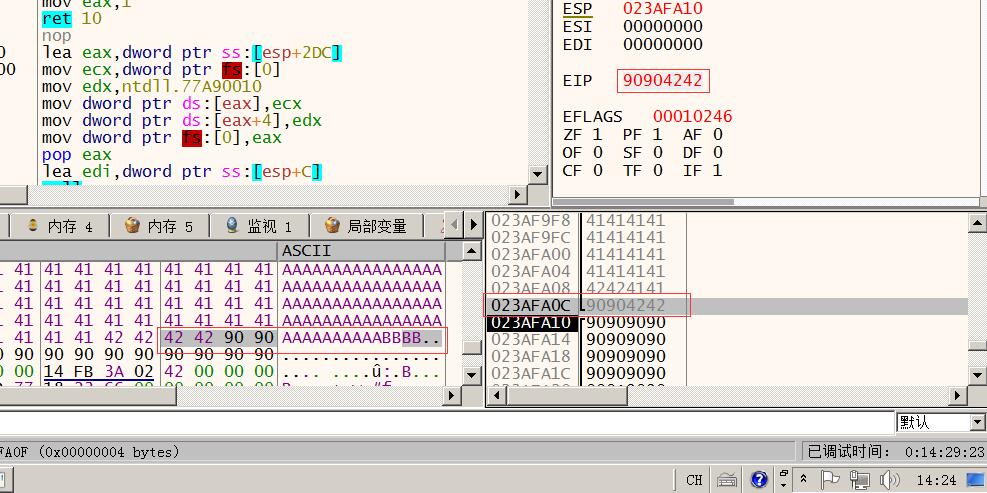 mov eax,1
ret 10
nop
lea eax,dword ptr ss:[esp+2DC]
mov ecx,dword ptr fs:[0]
mov edx,ntdll.77A90010
mov dword ptr ds:[eax],ecx
mov dword ptr ds:[eax+4],edx
mov dword ptr fs:[0],eax
pop eax
lea edi,dword ptr ss:[esp+C]
0
00
ESP 023AFA10
ESI 00000000
EDI 00000000
EIP 90904242
EFLAGS 00010246
ZF 1 PF 1 AF 0
OF 0 SF 0 DF 0
CF 0 TF 0 IF 1
内存 4 内存 5 监视 1 局部变量
ASCII
41 41 41 41 41 41 41 41 41 AAAAAAAAAAAAAAAA
41 41 41 41 41 41 41 41 41 AAAAAAAAAAAAAAAA
41 41 41 41 41 41 41 41 41 AAAAAAAAAAAAAAAA
41 41 41 41 41 41 41 41 41 AAAAAAAAAAAAAAAA
41 41 41 42 42 42 42 90 90 AAAAAAAAAABBBB..
90 90 90 90 90 90 90 90 90 ................
00 14 FB 3A 02 42 00 00 00
023AF9F8 41414141
023AF9FC 41414141
023AFA00 41414141
023AFA04 41414141
023AFA08 42424141
023AFA0C 90904242
023AFA10 90909090
023AFA14 90909090
023AFA18 90909090
023AFA1C 90909090
默认
FA0F (0x00000004 bytes)
已调试时间: 0:14:29:23
CH
14:24